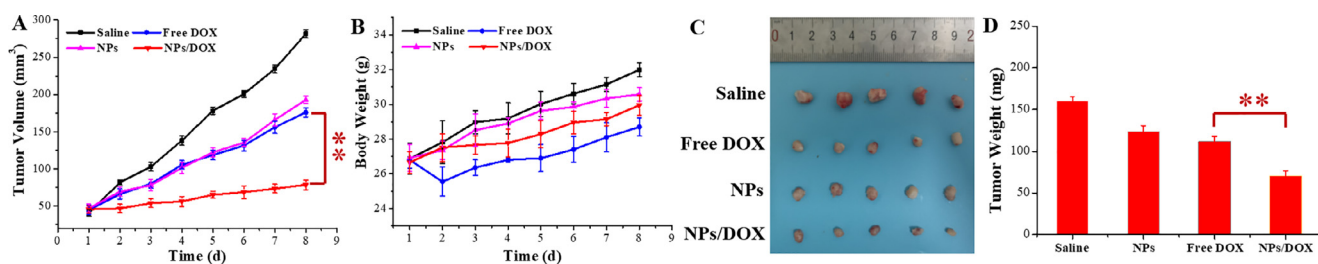 A
Tumor Volume (mm³)
300
250
200
150
100
50
0 1 2 3 4 5 6 7 8 9
Time (d)
Saline Free DOX
NPs NPs/DOX
**
B
Body Weight (g)
34
32
30
28
26
24
0 1 2 3 4 5 6 7 8 9
Time (d)
Saline Free DOX
NPs NPs/DOX
C
0 1 2 3 4 5 6 7 8 9 2
Saline
Free DOX
NPs
NPs/DOX
D
Tumor Weight (mg)
250
200
150
100
50
0
**
Saline NPs Free DOX NPs/DOX